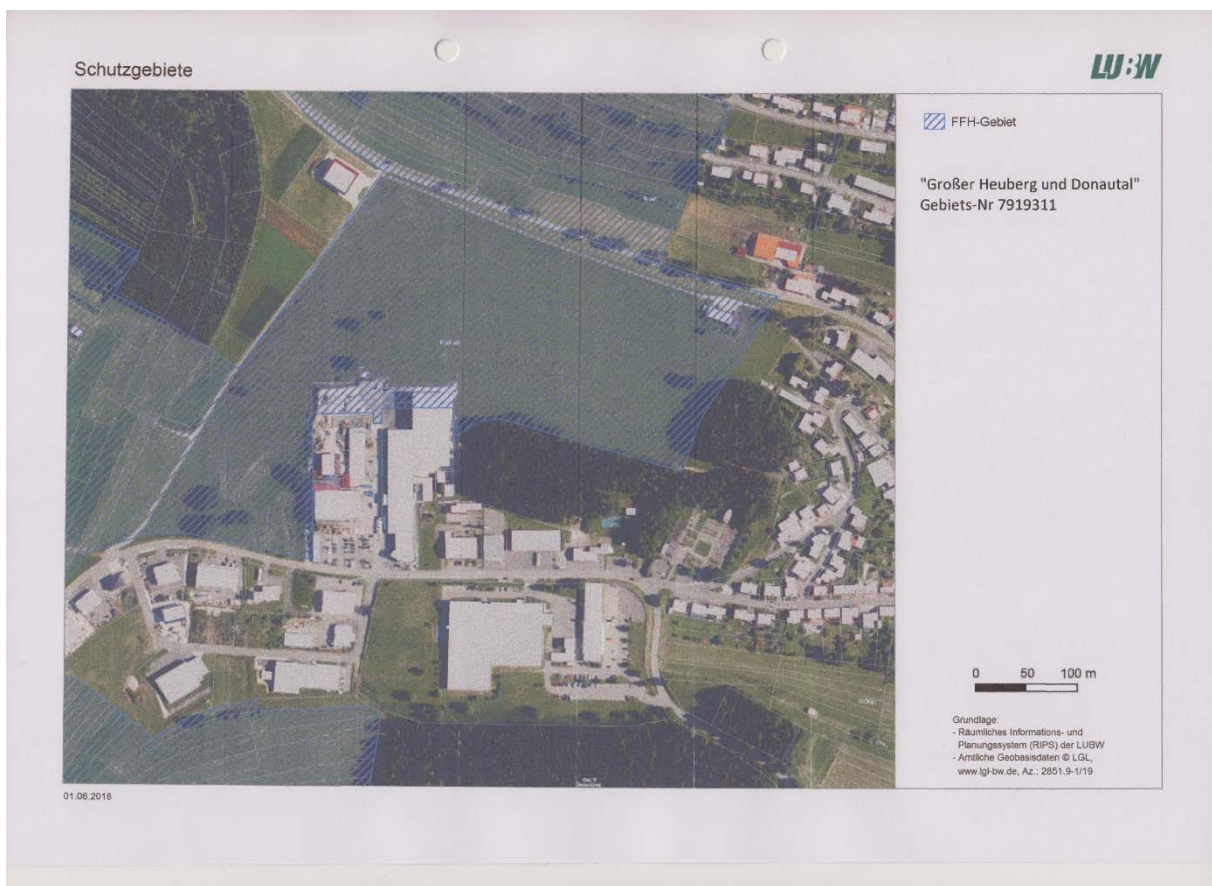 Schutzgebiete
LUBW
FFH-Gebiet
"Großer Heuberg und Donautal"
Gebiets-Nr 7919311
0 50 100 m
Grundlage:
- Räumliches Informations- und
Planungssystem (RIPS) der LUBW
- Amtliche Geobasisdaten © LGL,
www.lgl-bw.de, Az.: 2851.9-1/19
01.06.2018